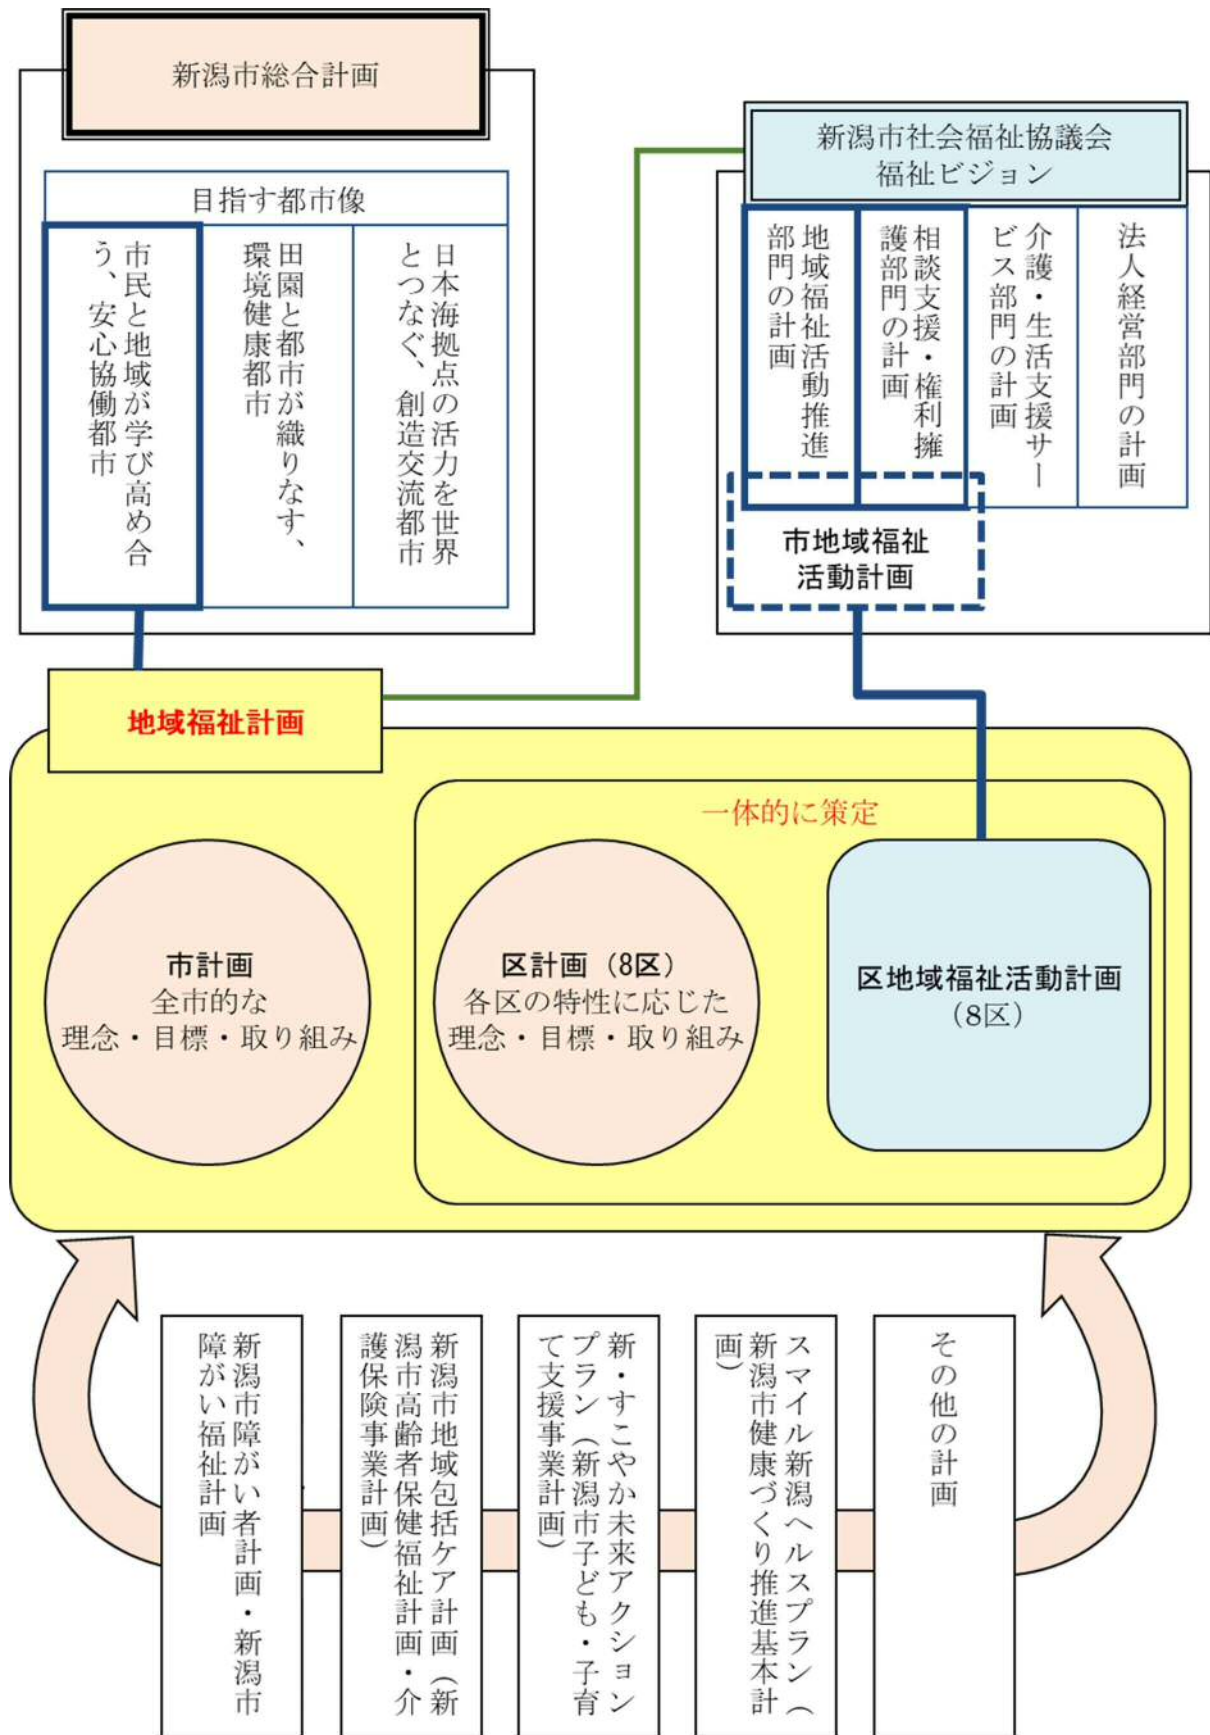 新潟市総合計画
目指す都市像
市民と地域が学び高め合
う、安心協働都市
田園と都市が織りなす、
環境健康都市
日本海拠点の活力を世界
とつなぐ、創造交流都市
新潟市社会福祉協議会
福祉ビジョン
地域福祉活動推進
部門の計画
相談支援・権利擁
護部門の計画
介護・生活支援サー
ビス部門の計画
法人経営部門の計画
市地域福祉
活動計画
地域福祉計画
一体的に策定
市計画
全市的な
理念・目標・取り組み
区計画（8区）
各区の特性に応じた
理念・目標・取り組み
区地域福祉活動計画
（8区）
新潟市障がい者計画・新潟市
障がい福祉計画
新潟市地域包括ケア計画（新
潟市高齢者保健福祉計画・介
護保険事業計画）
新・すこやか未来アクション
プラン（新潟市子ども・子育
て支援事業計画）
スマイル新潟ヘルスプラン（
新潟市健康づくり推進基本計
画）
その他の計画